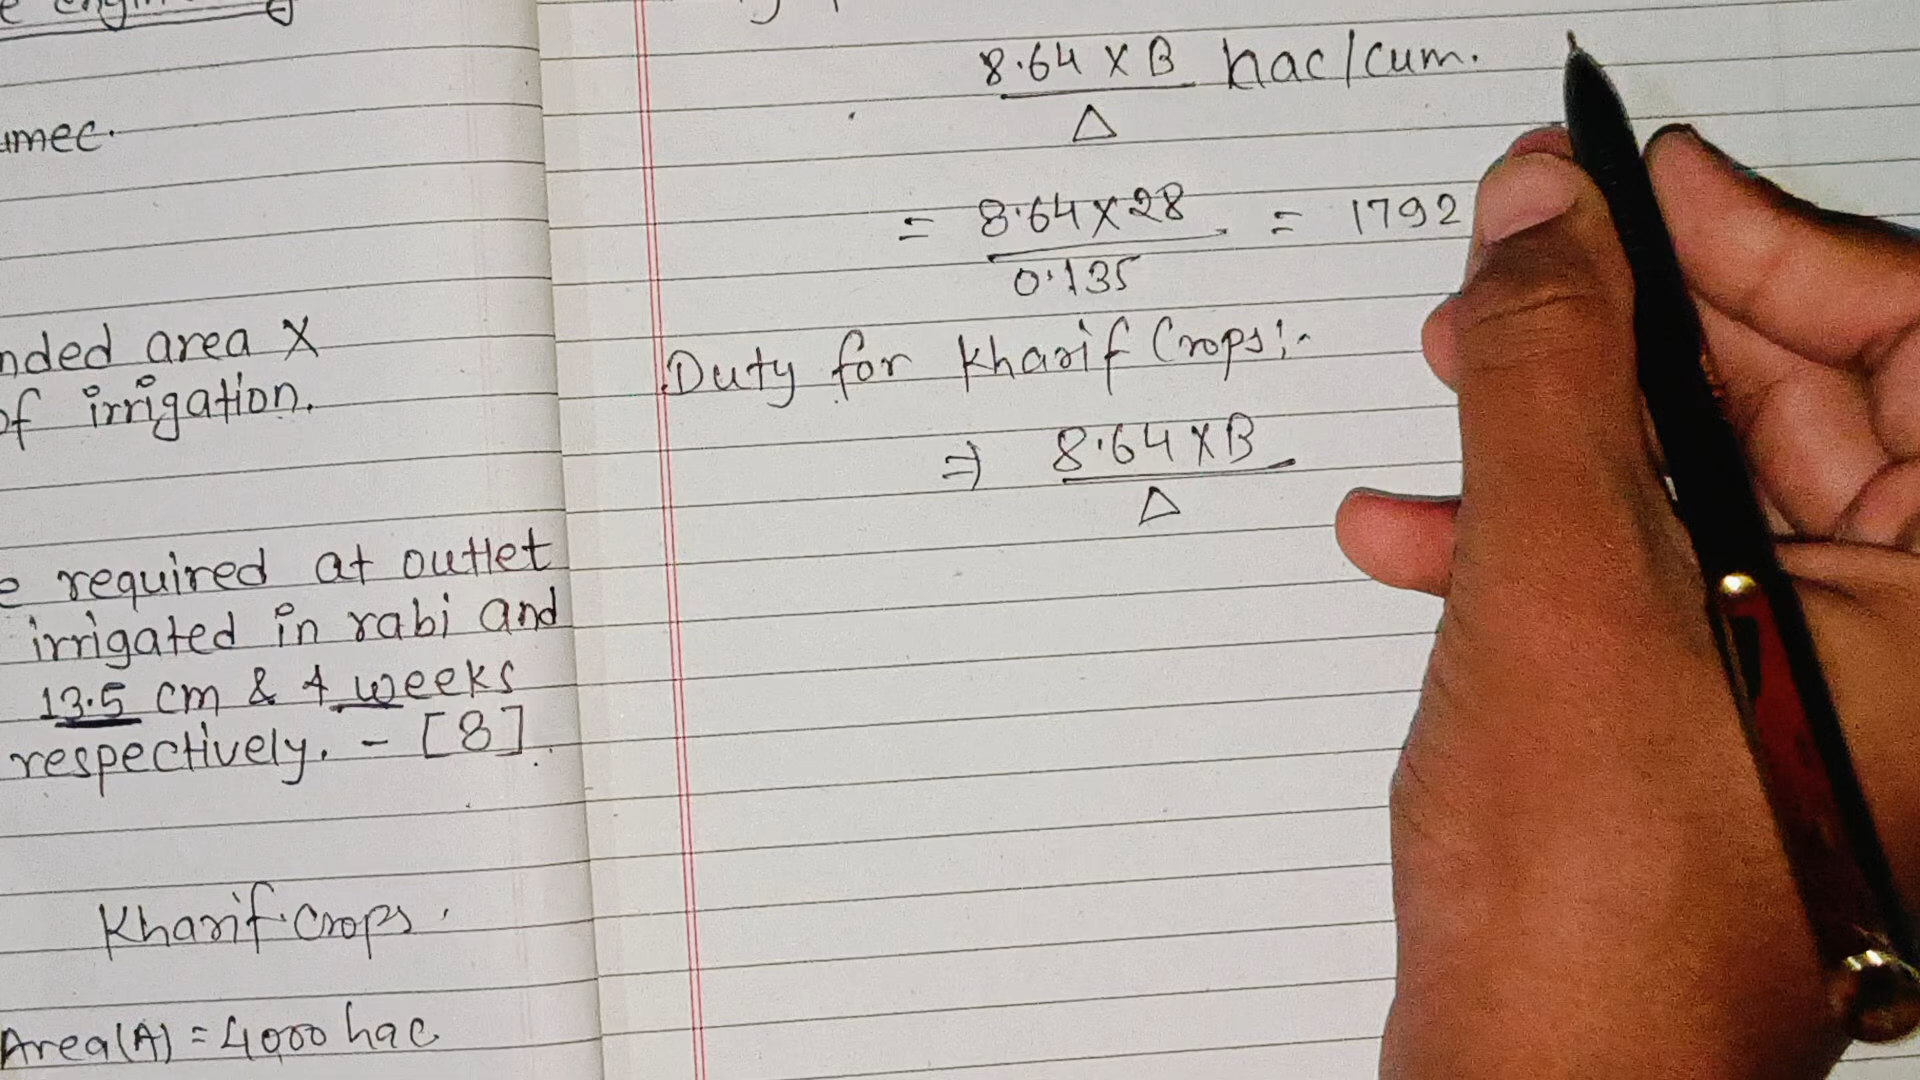 umec.
nded area X
of irrigation.
e required at outlet
irrigated in rabi and
13.5 cm & 4 weeks
respectively. - [8].
Kharif Crops.
Area(A) = 4000 hac
8.64 X B hac/cum.
Δ
= 8.64 X 28 = 1792
0.135
Duty for Kharif Crops:-
⇒ 8.64 X B
Δ